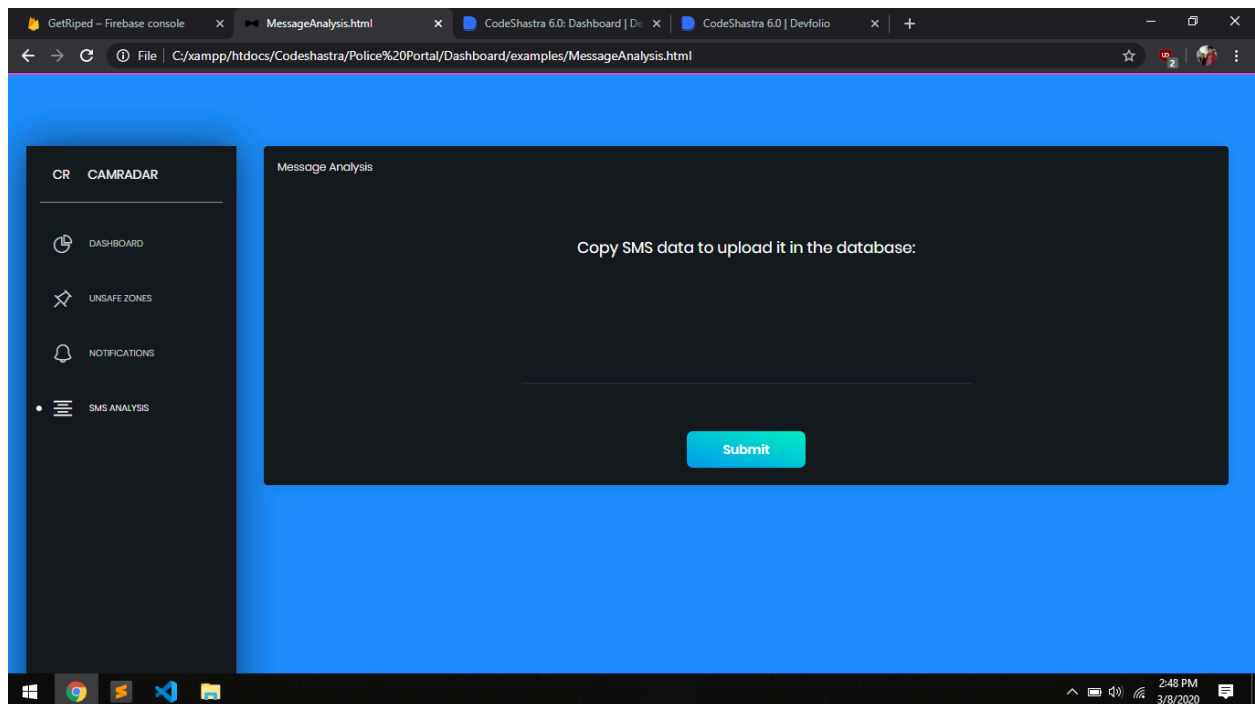 GetRiped – Firebase console
MessageAnalysis.html
CodeShastra 6.0: Dashboard | De
CodeShastra 6.0 | Devfolio
File | C:/xampp/htdocs/Codeshastra/Police%20Portal/Dashboard/examples/MessageAnalysis.html
2
CR CAMRADAR
DASHBOARD
UNSAFE ZONES
NOTIFICATIONS
SMS ANALYSIS
Message Analysis
Copy SMS data to upload it in the database:
Submit
2:48 PM
3/8/2020